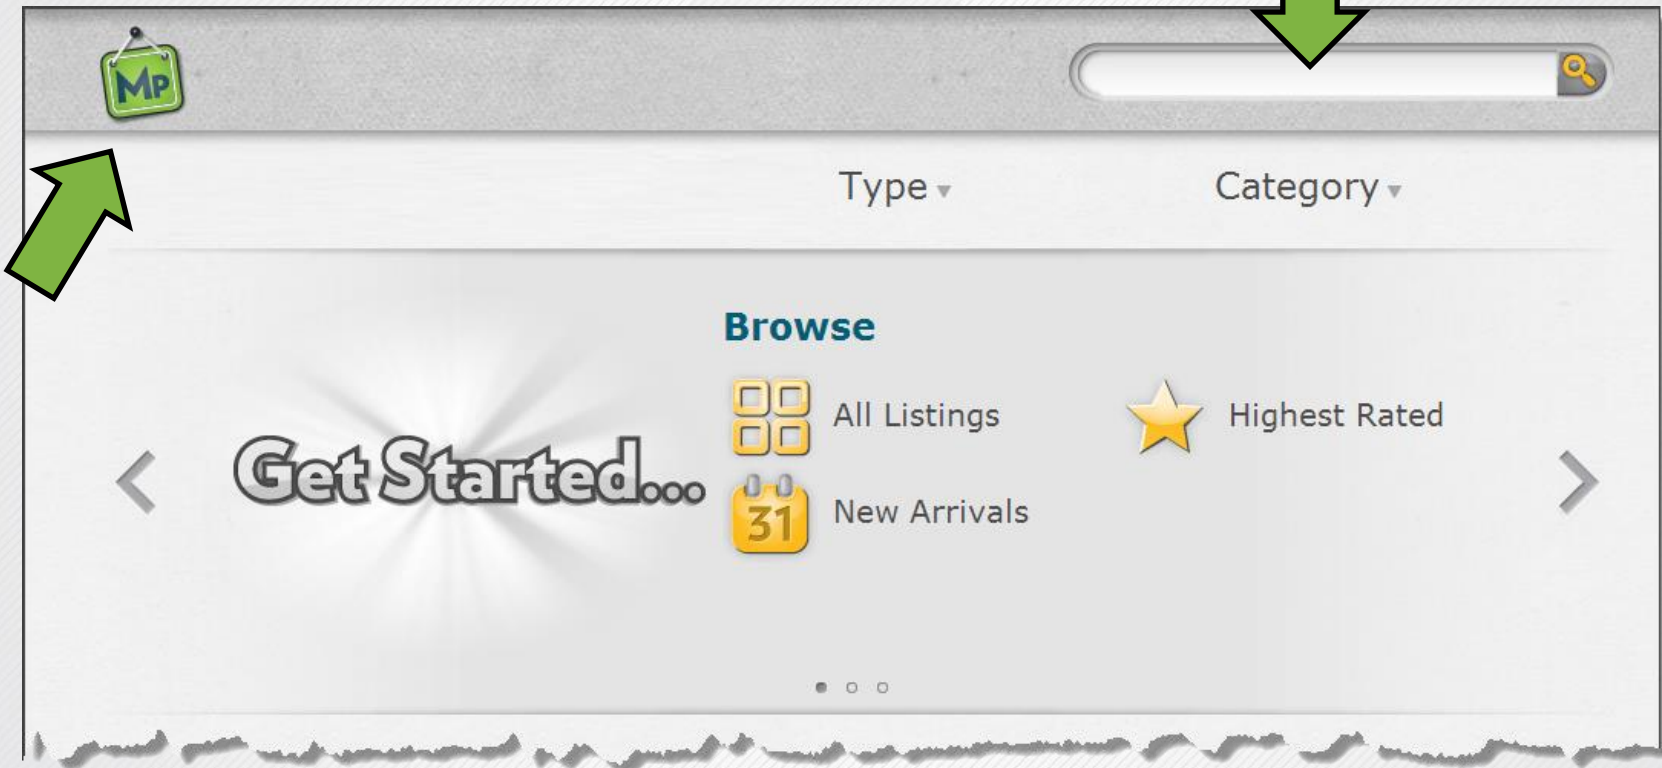 MP
Type
Category
Browse
All Listings
Highest Rated
Get Started...
31
New Arrivals